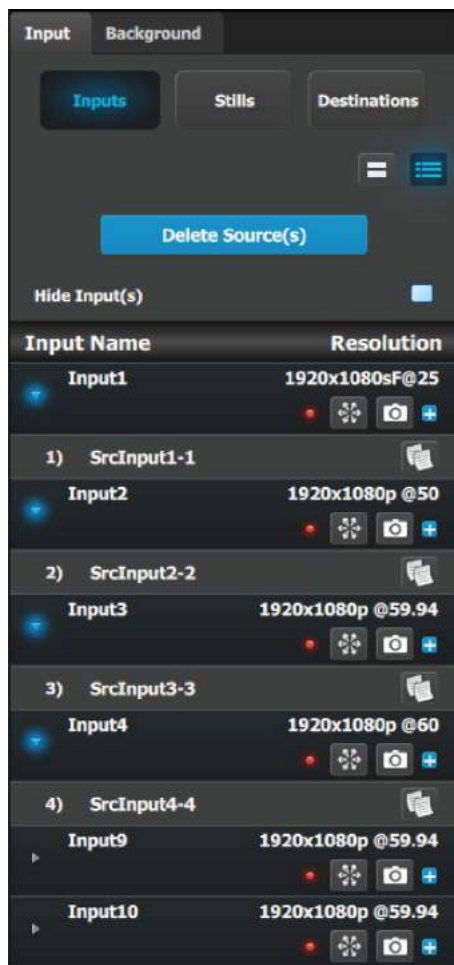 Input Background
Inputs Stills Destinations
Delete Source(s)
Hide Input(s)
Input Name Resolution
Input1 1920x1080sF@25
1) SrcInput1-1
Input2 1920x1080p @50
2) SrcInput2-2
Input3 1920x1080p @59.94
3) SrcInput3-3
Input4 1920x1080p @60
4) SrcInput4-4
Input9 1920x1080p @59.94
Input10 1920x1080p @59.94